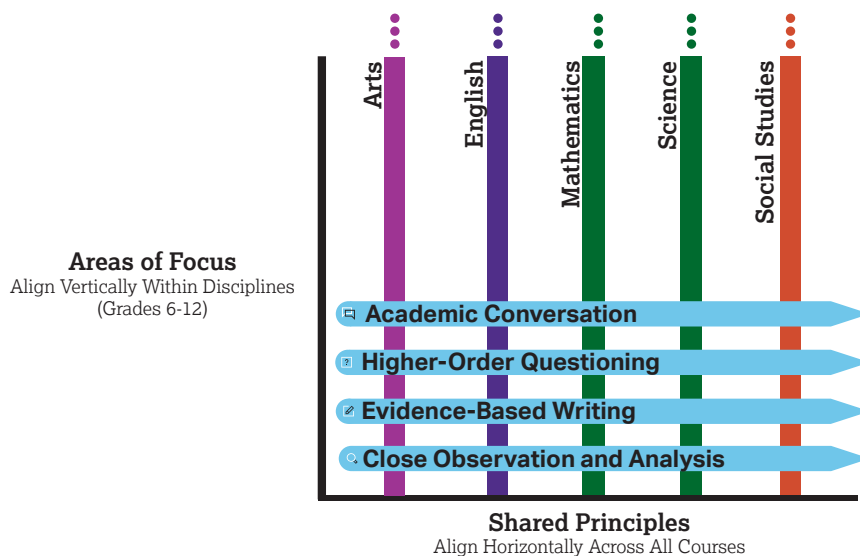 Arts
English
Mathematics
Science
Social Studies
Areas of Focus
Align Vertically Within Disciplines
(Grades 6-12)
Academic Conversation
? Higher-Order Questioning
Evidence-Based Writing
Close Observation and Analysis
Shared Principles
Align Horizontally Across All Courses